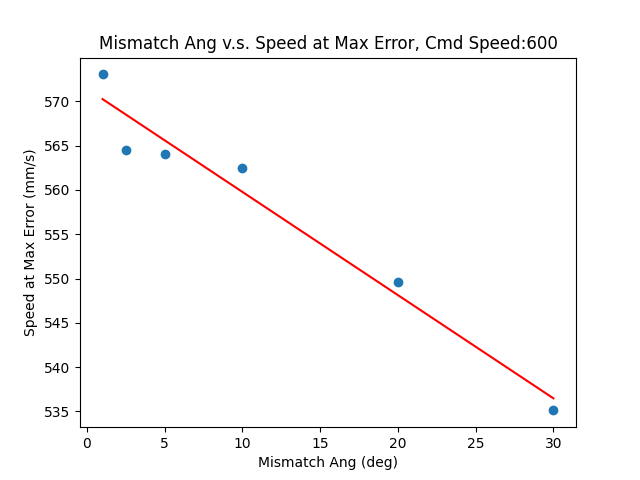 Mismatch Ang v.s. Speed at Max Error, Cmd Speed:600
570
565
560
555
550
545
540
535
Speed at Max Error (mm/s)
0 5 10 15 20 25 30
Mismatch Ang (deg)